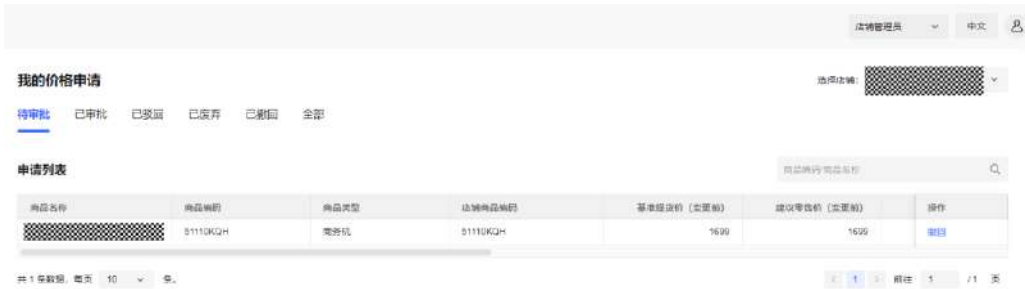 店铺管理员 中文
我的价格申请 选择店铺:
待审批 已审批 已驳回 已废弃 已撤回 全部
申请列表 商品编码/商品名称
商品名称 商品编码 商品类型 店铺商品编码 基准提货价（变更前） 建议零售价（变更前） 操作
51110KQH 商务机 51110KQH 1699 1699 撤回
共 1 条数据, 每页 10 条。 1 前往 1 /1 页